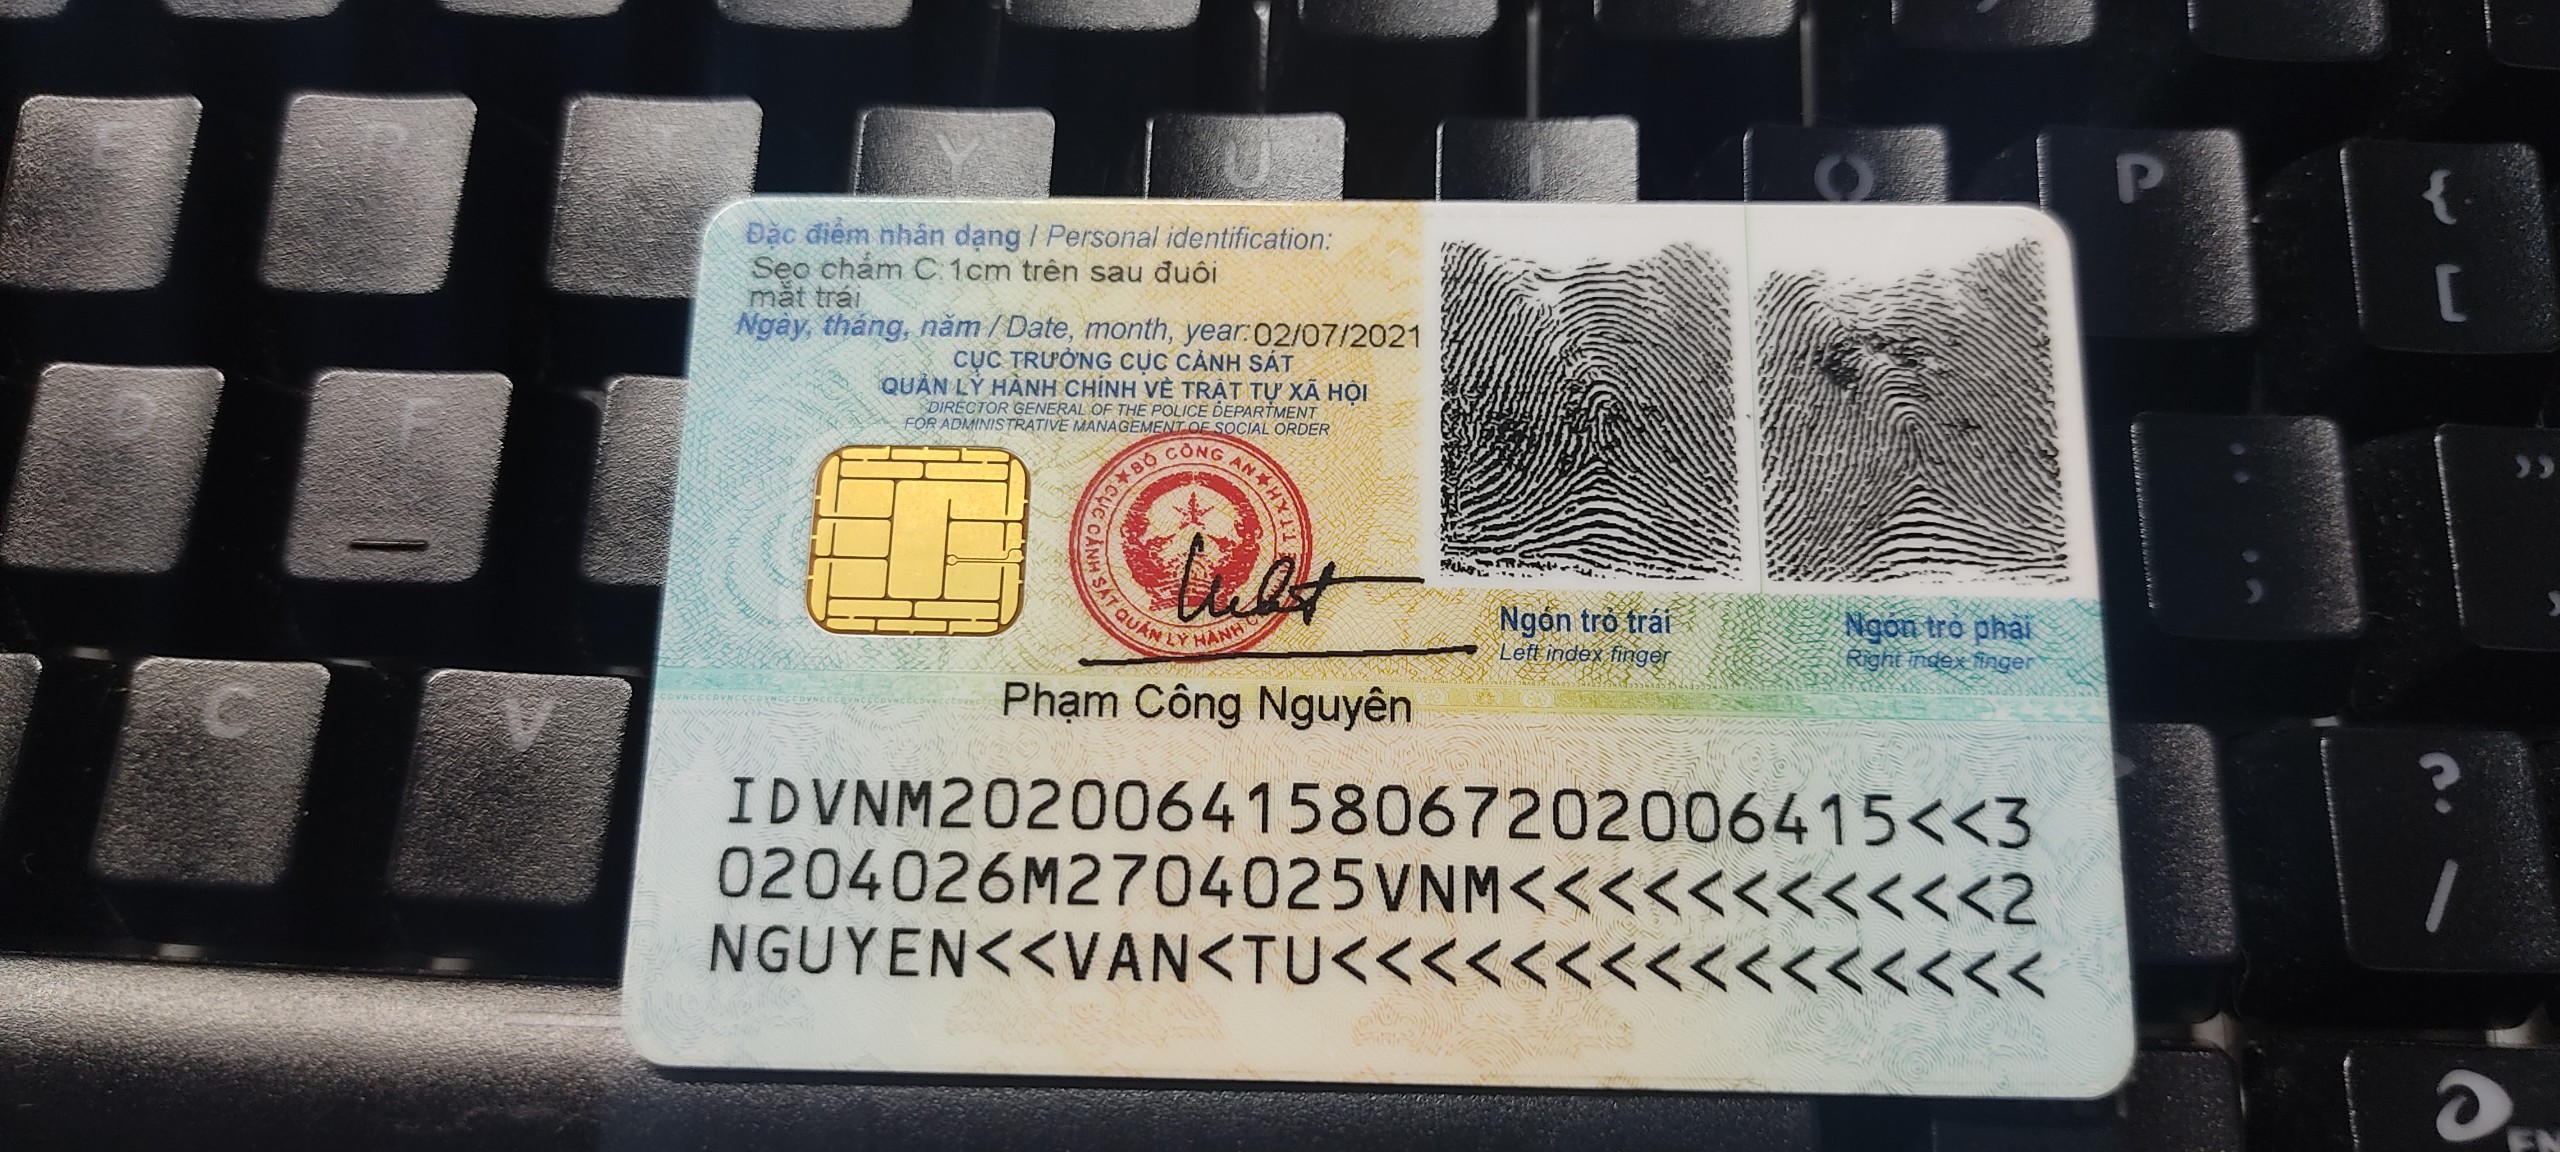 E R T Y U I O P { [
Đặc điểm nhân dạng / Personal identification:
Sẹo chấm C:1cm trên sau đuôi
mắt trái
Ngày, tháng, năm / Date, month, year:02/07/2021
CỤC TRƯỞNG CỤC CẢNH SÁT
QUẢN LÝ HÀNH CHÍNH VỀ TRẬT TỰ XÃ HỘI
DIRECTOR GENERAL OF THE POLICE DEPARTMENT
FOR ADMINISTRATIVE MANAGEMENT OF SOCIAL ORDER
BỘ CÔNG AN
CỤC CẢNH SÁT QUẢN LÝ HÀNH C
TTXH
Ngón trỏ trái
Left index finger
Ngón trỏ phải
Right index finger
Phạm Công Nguyên
IDVNM2020064158067202006415<<3
0204026M2704025VNM<<<<<<<<<<<2
NGUYEN<<VAN<TU<<<<<<<<<<<<<<<<
D F : ; "
C V ? /
FN